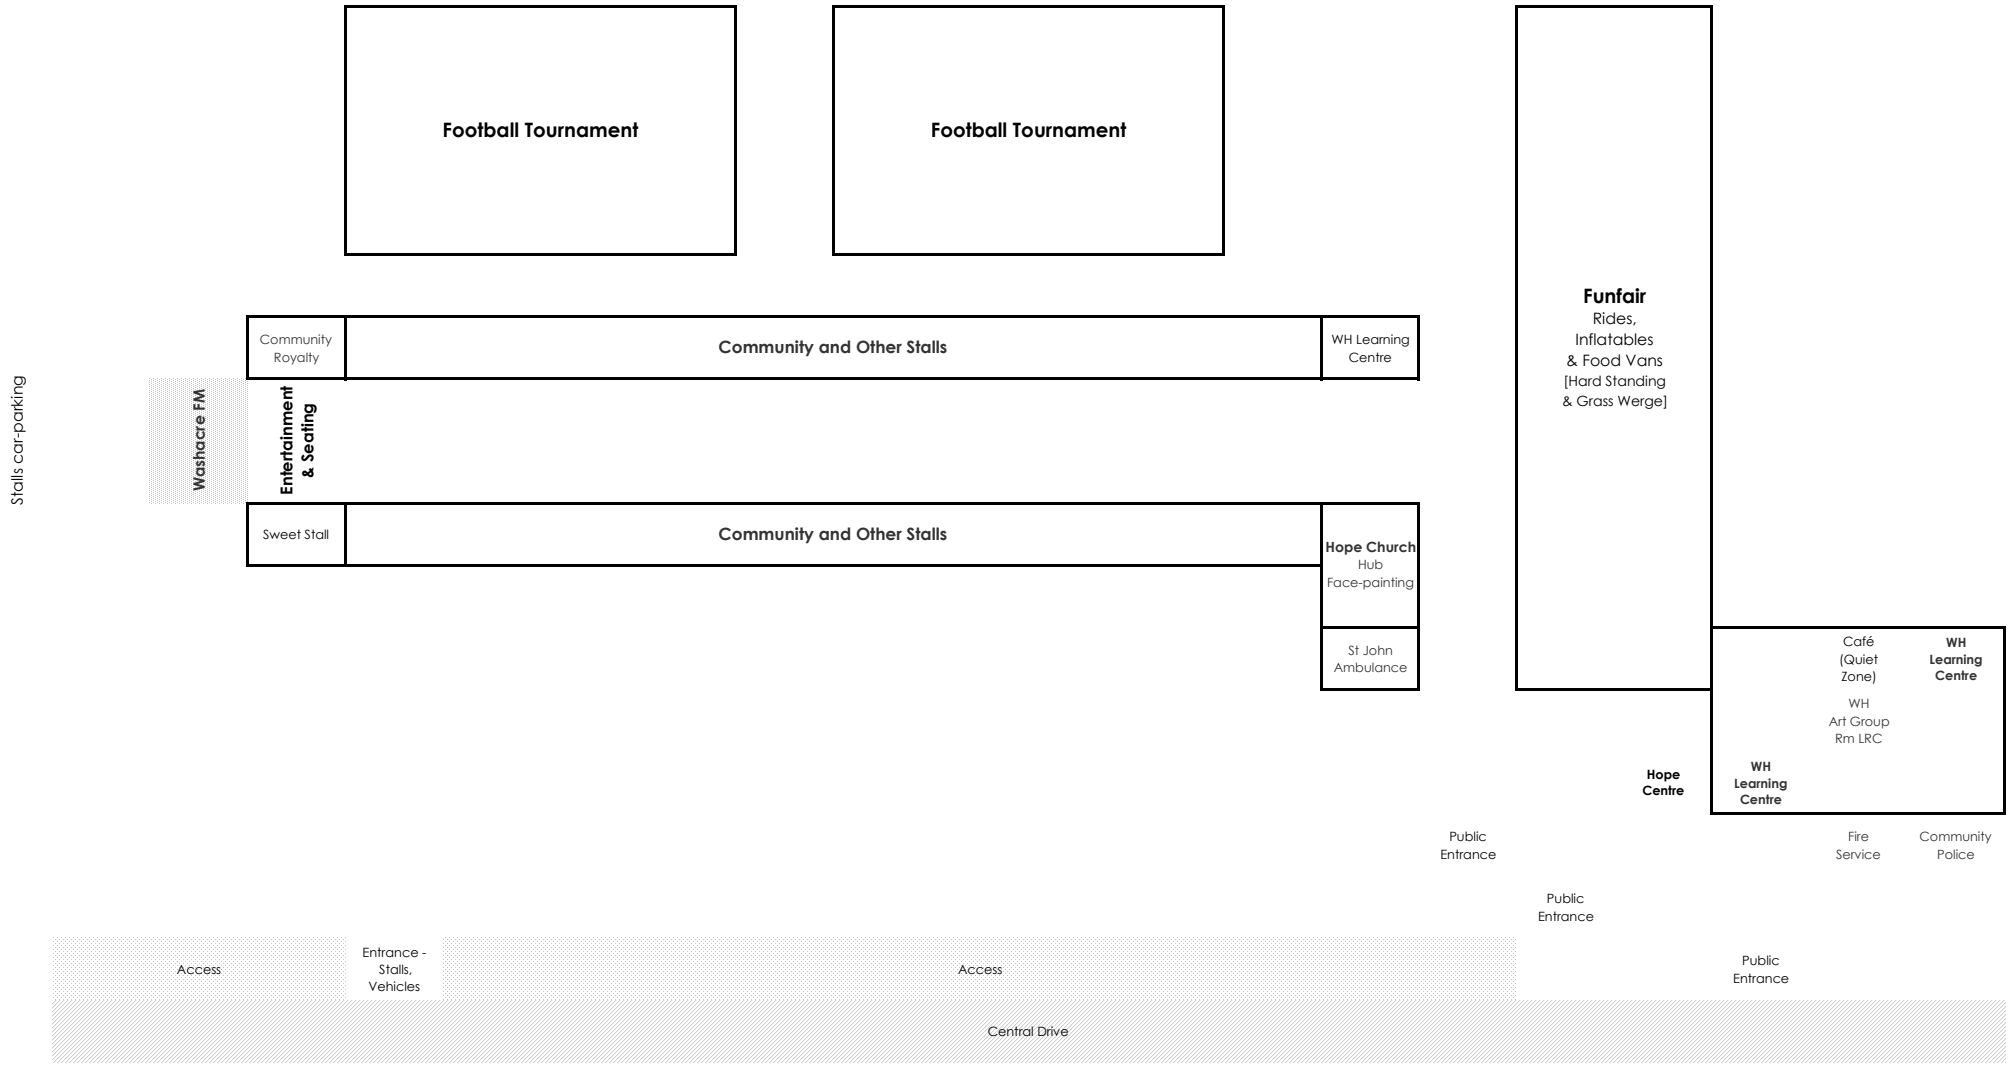 Football Tournament
Football Tournament
Funfair
Rides,
Inflatables
& Food Vans
[Hard Standing
& Grass Werge]
Community
Royalty
Community and Other Stalls
WH Learning
Centre
Stalls car-parking
Washacre FM
Entertainment
& Seating
Sweet Stall
Community and Other Stalls
Hope Church
Hub
Face-painting
St John
Ambulance
Café
(Quiet
Zone)
WH
Learning
Centre
WH
Art Group
Rm LRC
Hope
Centre
WH
Learning
Centre
Public
Entrance
Fire
Service
Community
Police
Public
Entrance
Access
Entrance -
Stalls,
Vehicles
Access
Public
Entrance
Central Drive